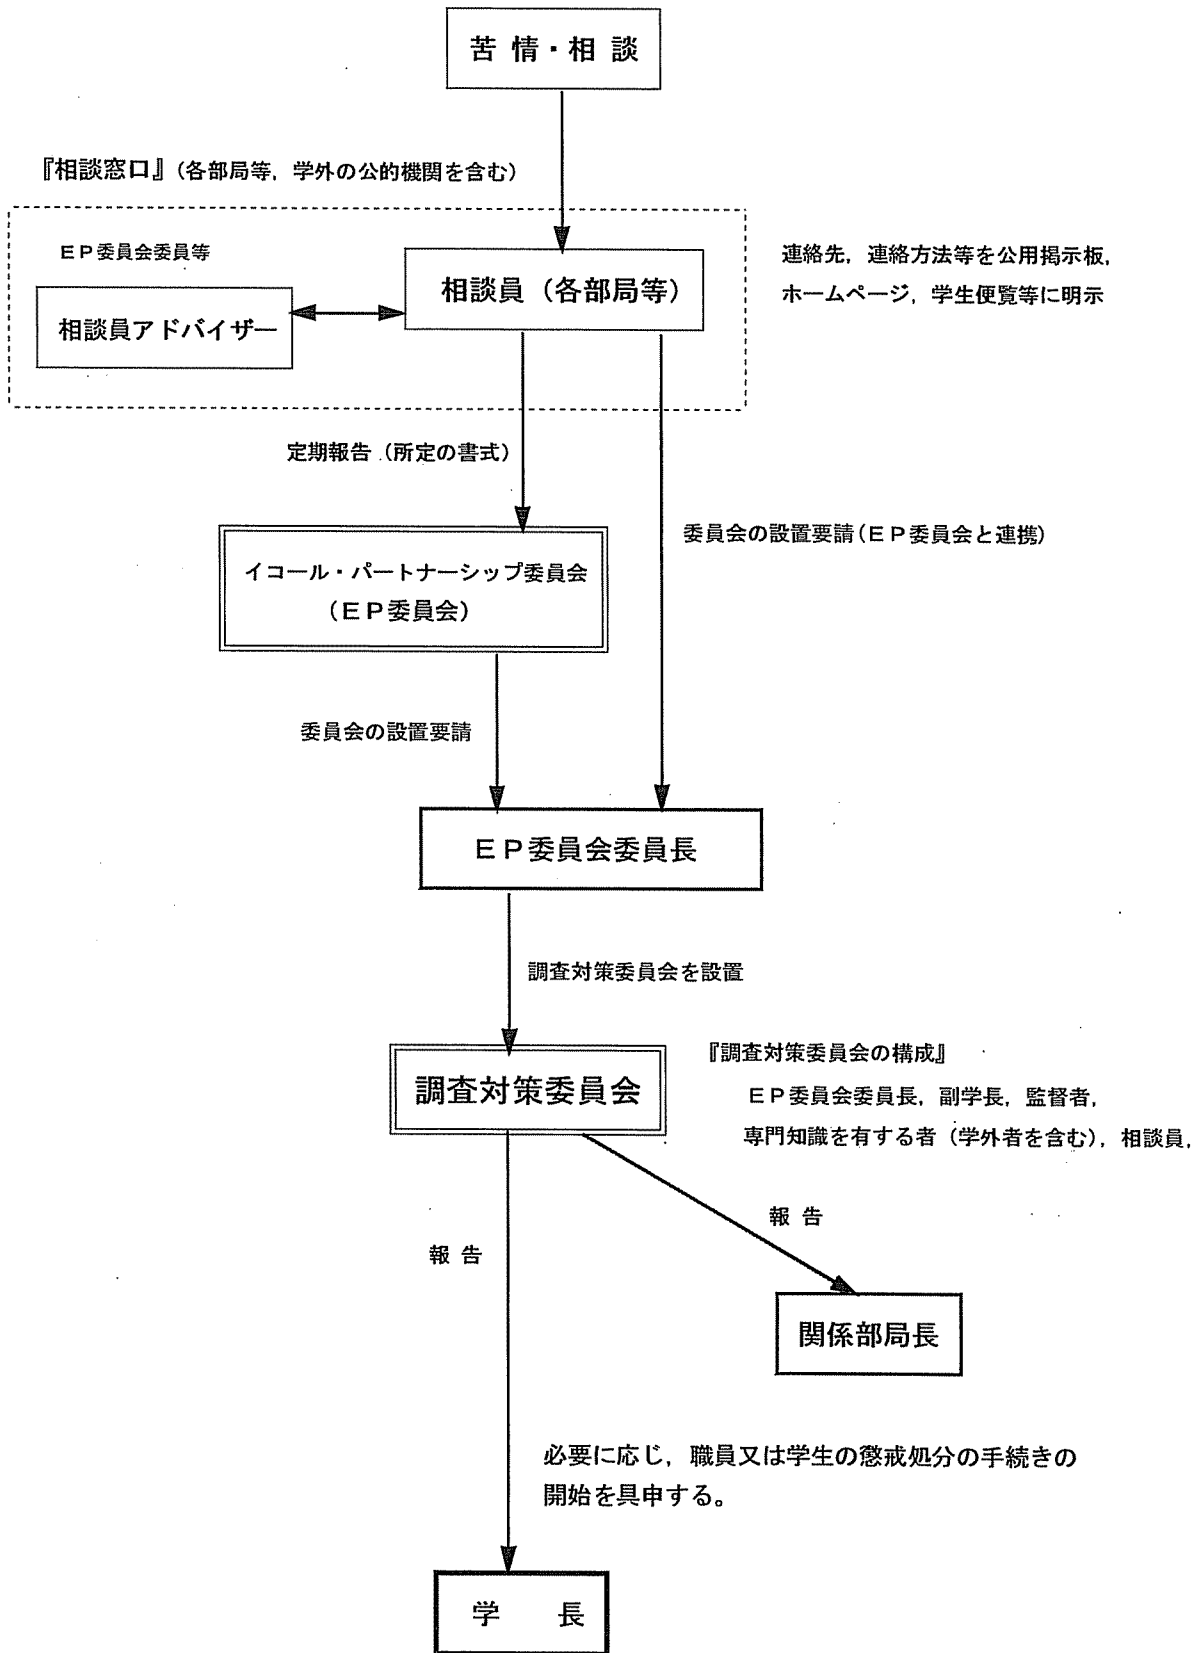 苦 情・相 談
『相談窓口』(各部局等,学外の公的機関を含む)
EP委員会委員等
相談員アドバイザー
相談員(各部局等)
連絡先,連絡方法等を公用掲示板,
ホームページ,学生便覧等に明示
定期報告(所定の書式)
委員会の設置要請(EP委員会と連携)
イコール・パートナーシップ委員会
(EP委員会)
委員会の設置要請
EP委員会委員長
調査対策委員会を設置
調査対策委員会
『調査対策委員会の構成』
EP委員会委員長,副学長,監督者,
専門知識を有する者(学外者を含む),相談員,
報 告
報 告
関係部局長
必要に応じ,職員又は学生の懲戒処分の手続きの
開始を具申する。
学 長